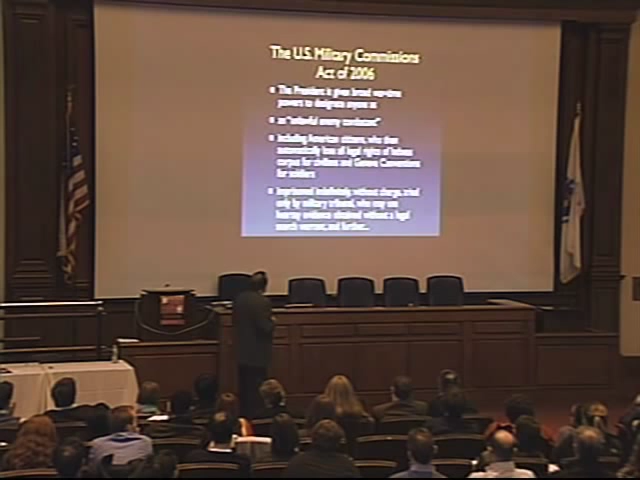 The U.S. Military Commissions
Act of 2006
The President is given broad wartime
powers to designate anyone as
an "unlawful enemy combatant"
including American citizens, who then
automatically lose all legal rights of habeas
corpus for civilians and Geneva Conventions
for soldiers
Imprisoned indefinitely, without charge, tried
only by military tribunal, who may use
hearsay evidence obtained without a legal
search warrant, and further...